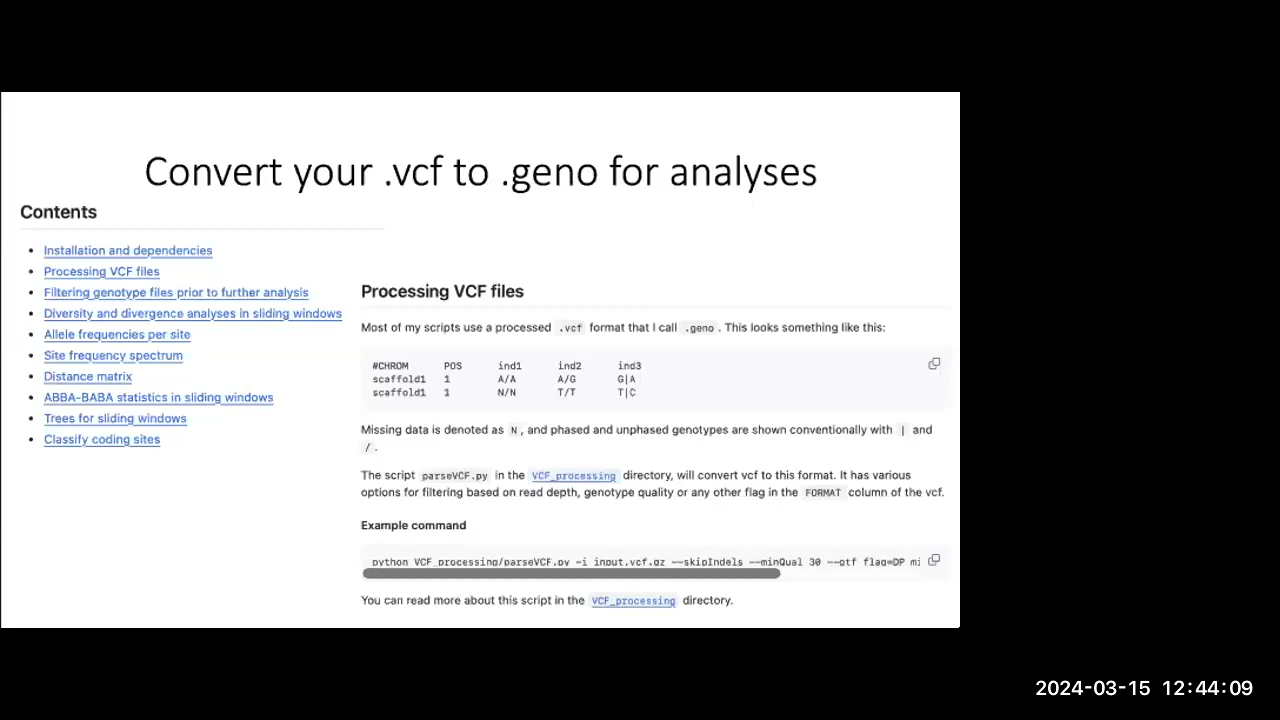 Convert your .vcf to .geno for analyses
Contents
Installation and dependencies
Processing VCF files
Filtering genotype files prior to further analysis
Diversity and divergence analyses in sliding windows
Allele frequencies per site
Site frequency spectrum
Distance matrix
ABBA-BABA statistics in sliding windows
Trees for sliding windows
Classify coding sites
Processing VCF files
Most of my scripts use a processed .vcf format that I call .geno. This looks something like this:
#CHROM POS ind1 ind2 ind3
scaffold1 1 A/A A/G G|A
scaffold1 1 N/N T/T T|C
Missing data is denoted as N, and phased and unphased genotypes are shown conventionally with | and
/.
The script parseVCF.py in the VCF_processing directory, will convert vcf to this format. It has various
options for filtering based on read depth, genotype quality or any other flag in the FORMAT column of the vcf.
Example command
python VCF_processing/parseVCF.py -i input.vcf.gz --skipIndels --minQual 30 --gtf flag=DP mi
You can read more about this script in the VCF_processing directory.
2024-03-15 12:44:09